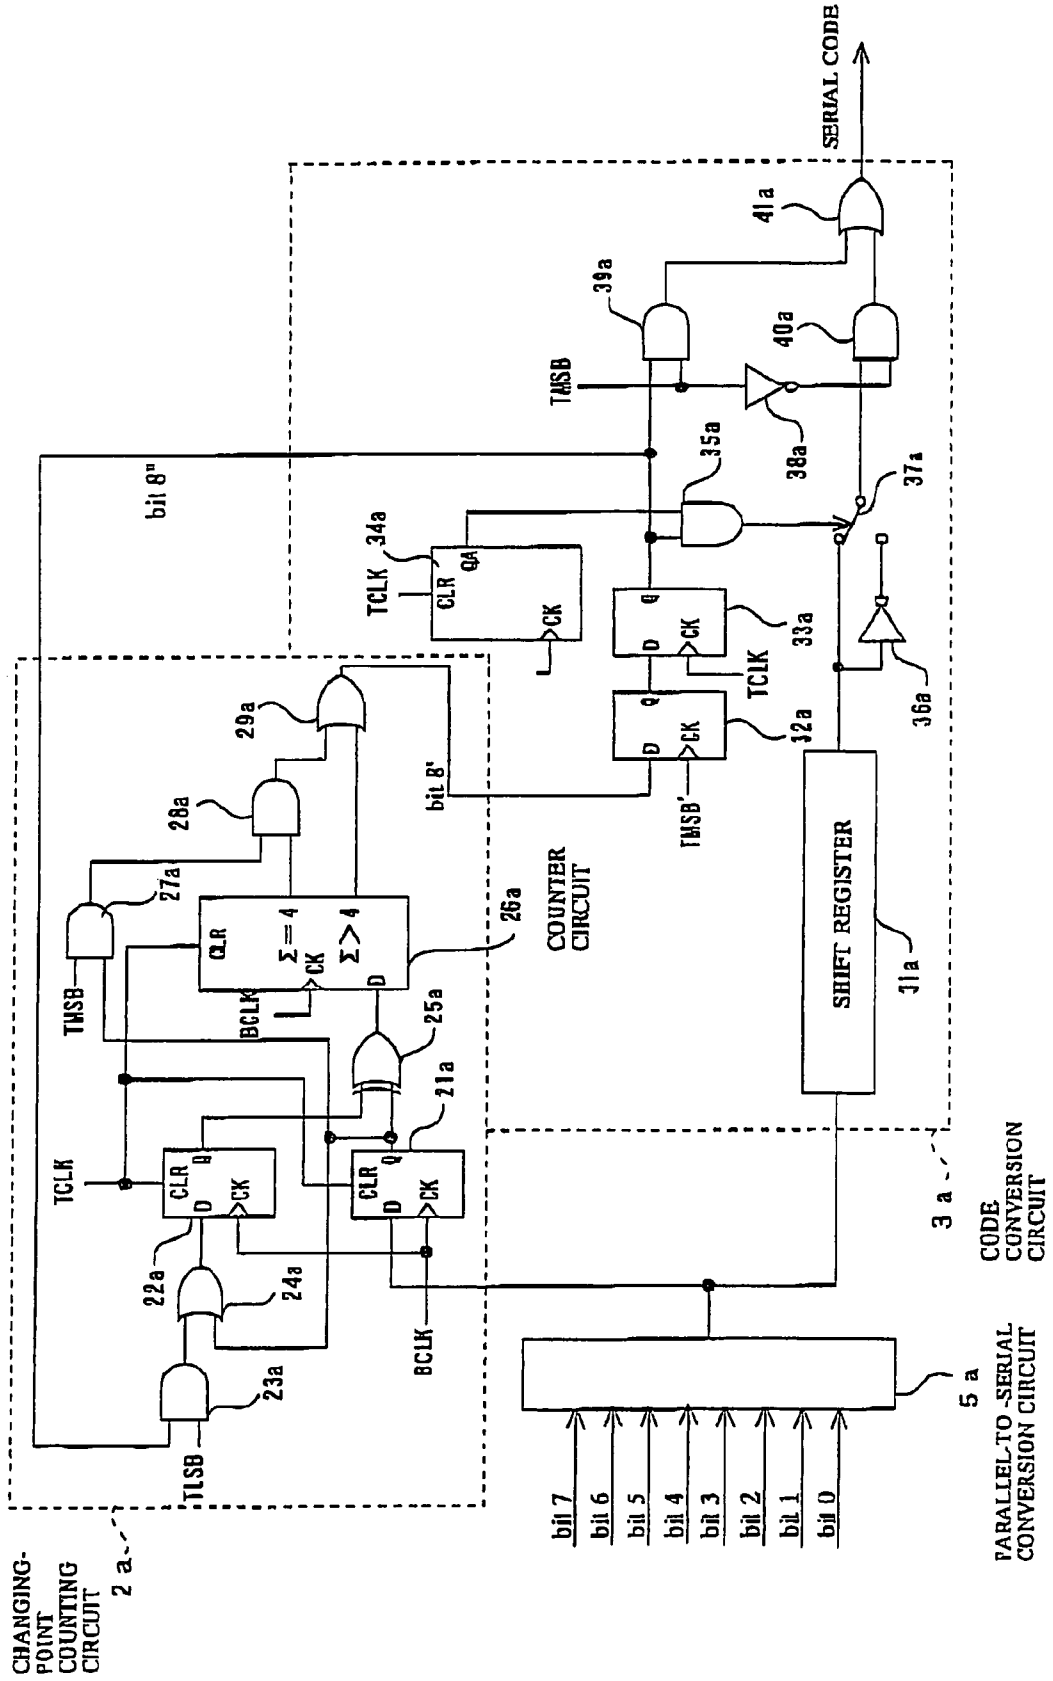 CHANGING-
POINT
COUNTING
CIRCUIT
2 a
TLSB
23a
24a
22a
TCLK
D
CLR
Q
CK
BCLK
D
CLR
Q
CK
21a
25a
TMSB
27a
BCLK
CLR
Σ=4
CK
Σ>4
D
26a
28a
29a
bit 8'
bit 8"
COUNTER
CIRCUIT
TCLK
34a
CLR
QA
CK
TMSB'
D
Q
CK
32a
D
Q
CK
33a
TCLK
35a
TMSB
39a
38a
37a
36a
40a
41a
SERIAL CODE
SHIFT REGISTER
31a
3 a
CODE
CONVERSION
CIRCUIT
bit 7
bit 6
bit 5
bit 4
bit 3
bit 2
bit 1
bit 0
5 a
PARALLEL-TO-SERIAL
CONVERSION CIRCUIT